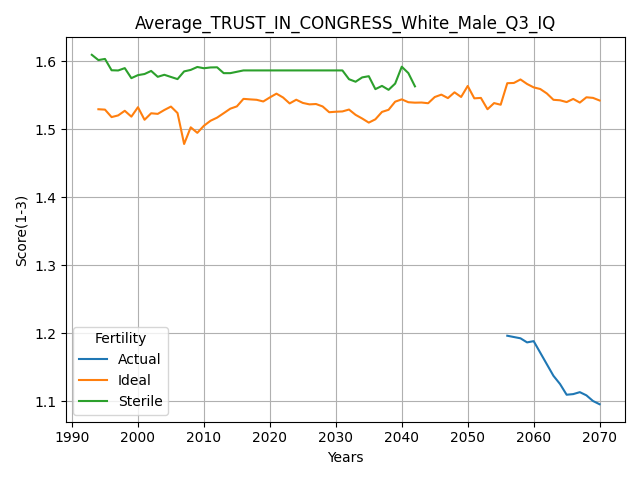 Average_TRUST_IN_CONGRESS_White_Male_Q3_IQ
Score(1-3)
1.6
1.5
1.4
1.3
1.2
1.1
Fertility
Actual
Ideal
Sterile
1990 2000 2010 2020 2030 2040 2050 2060 2070
Years